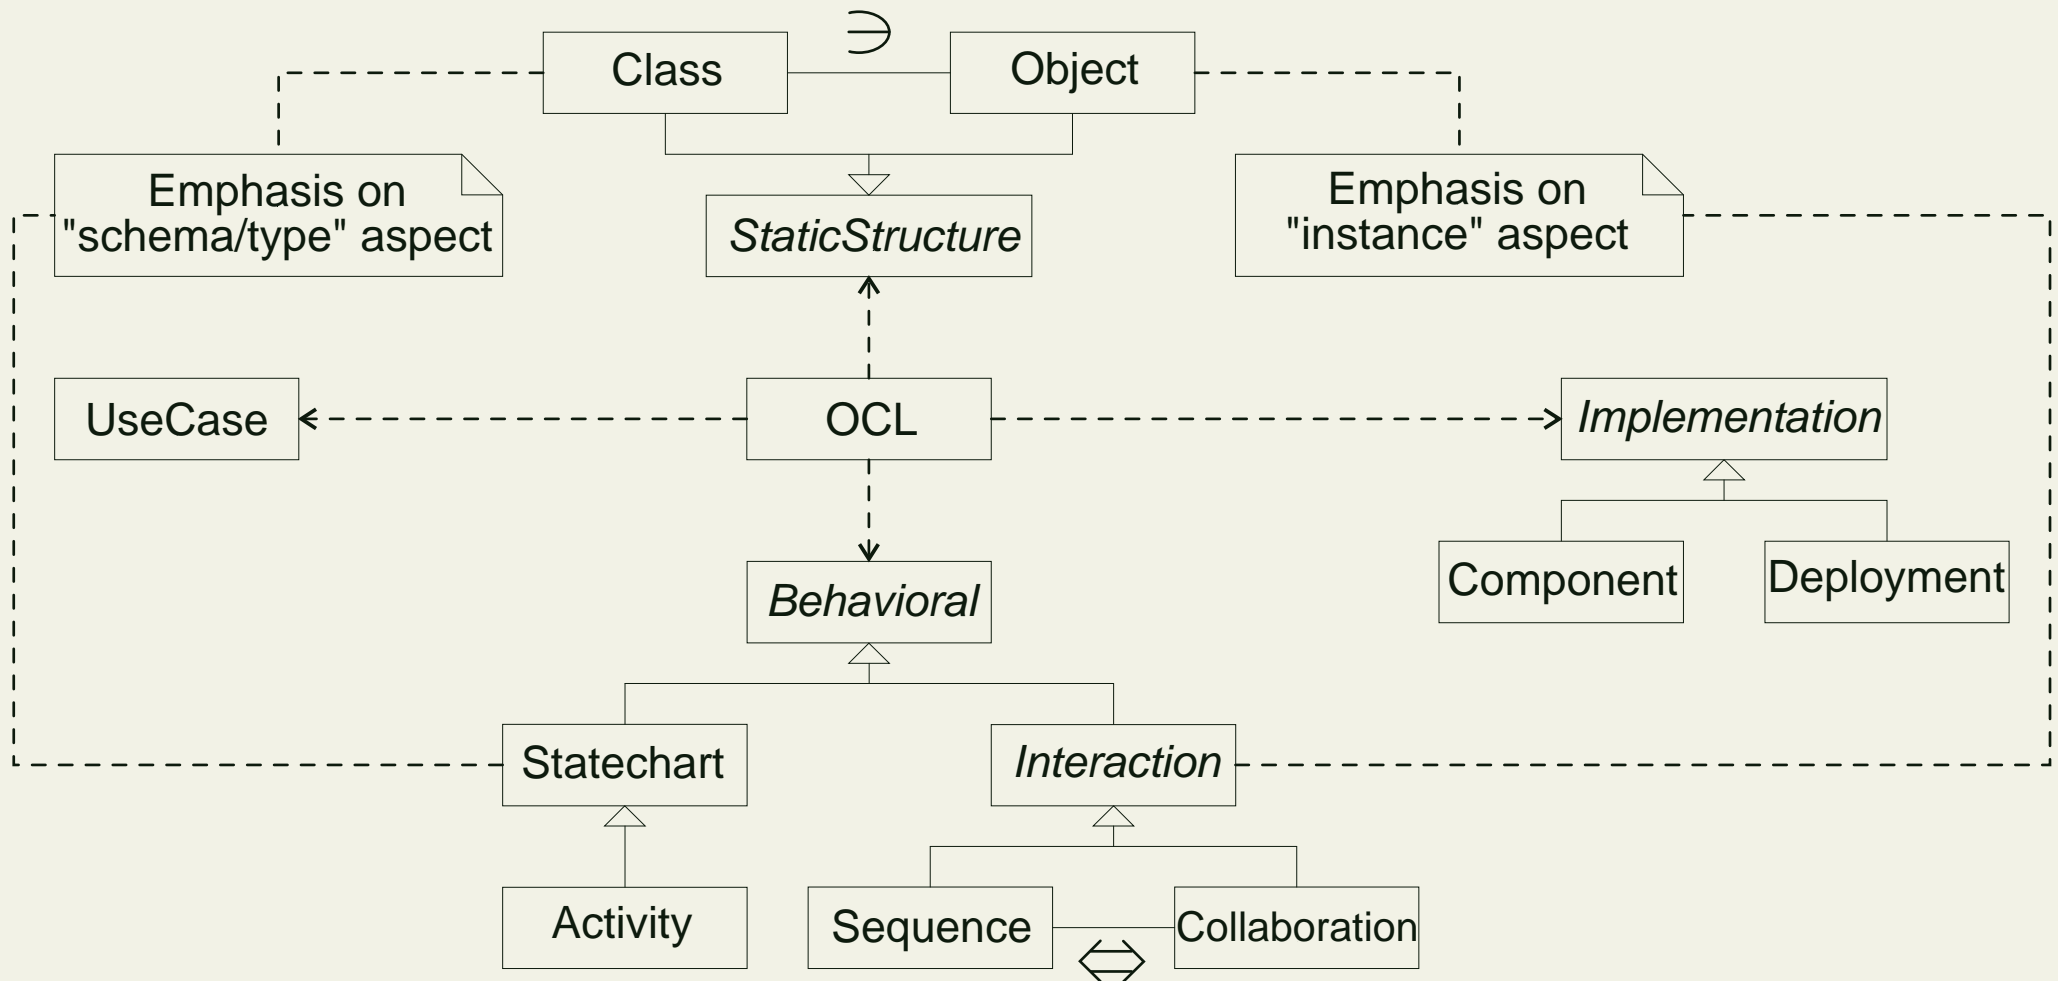 ∋
Class
Object
Emphasis on
"schema/type" aspect
StaticStructure
Emphasis on
"instance" aspect
UseCase
OCL
Implementation
Behavioral
Component
Deployment
Statechart
Interaction
Activity
Sequence
Collaboration
⇔